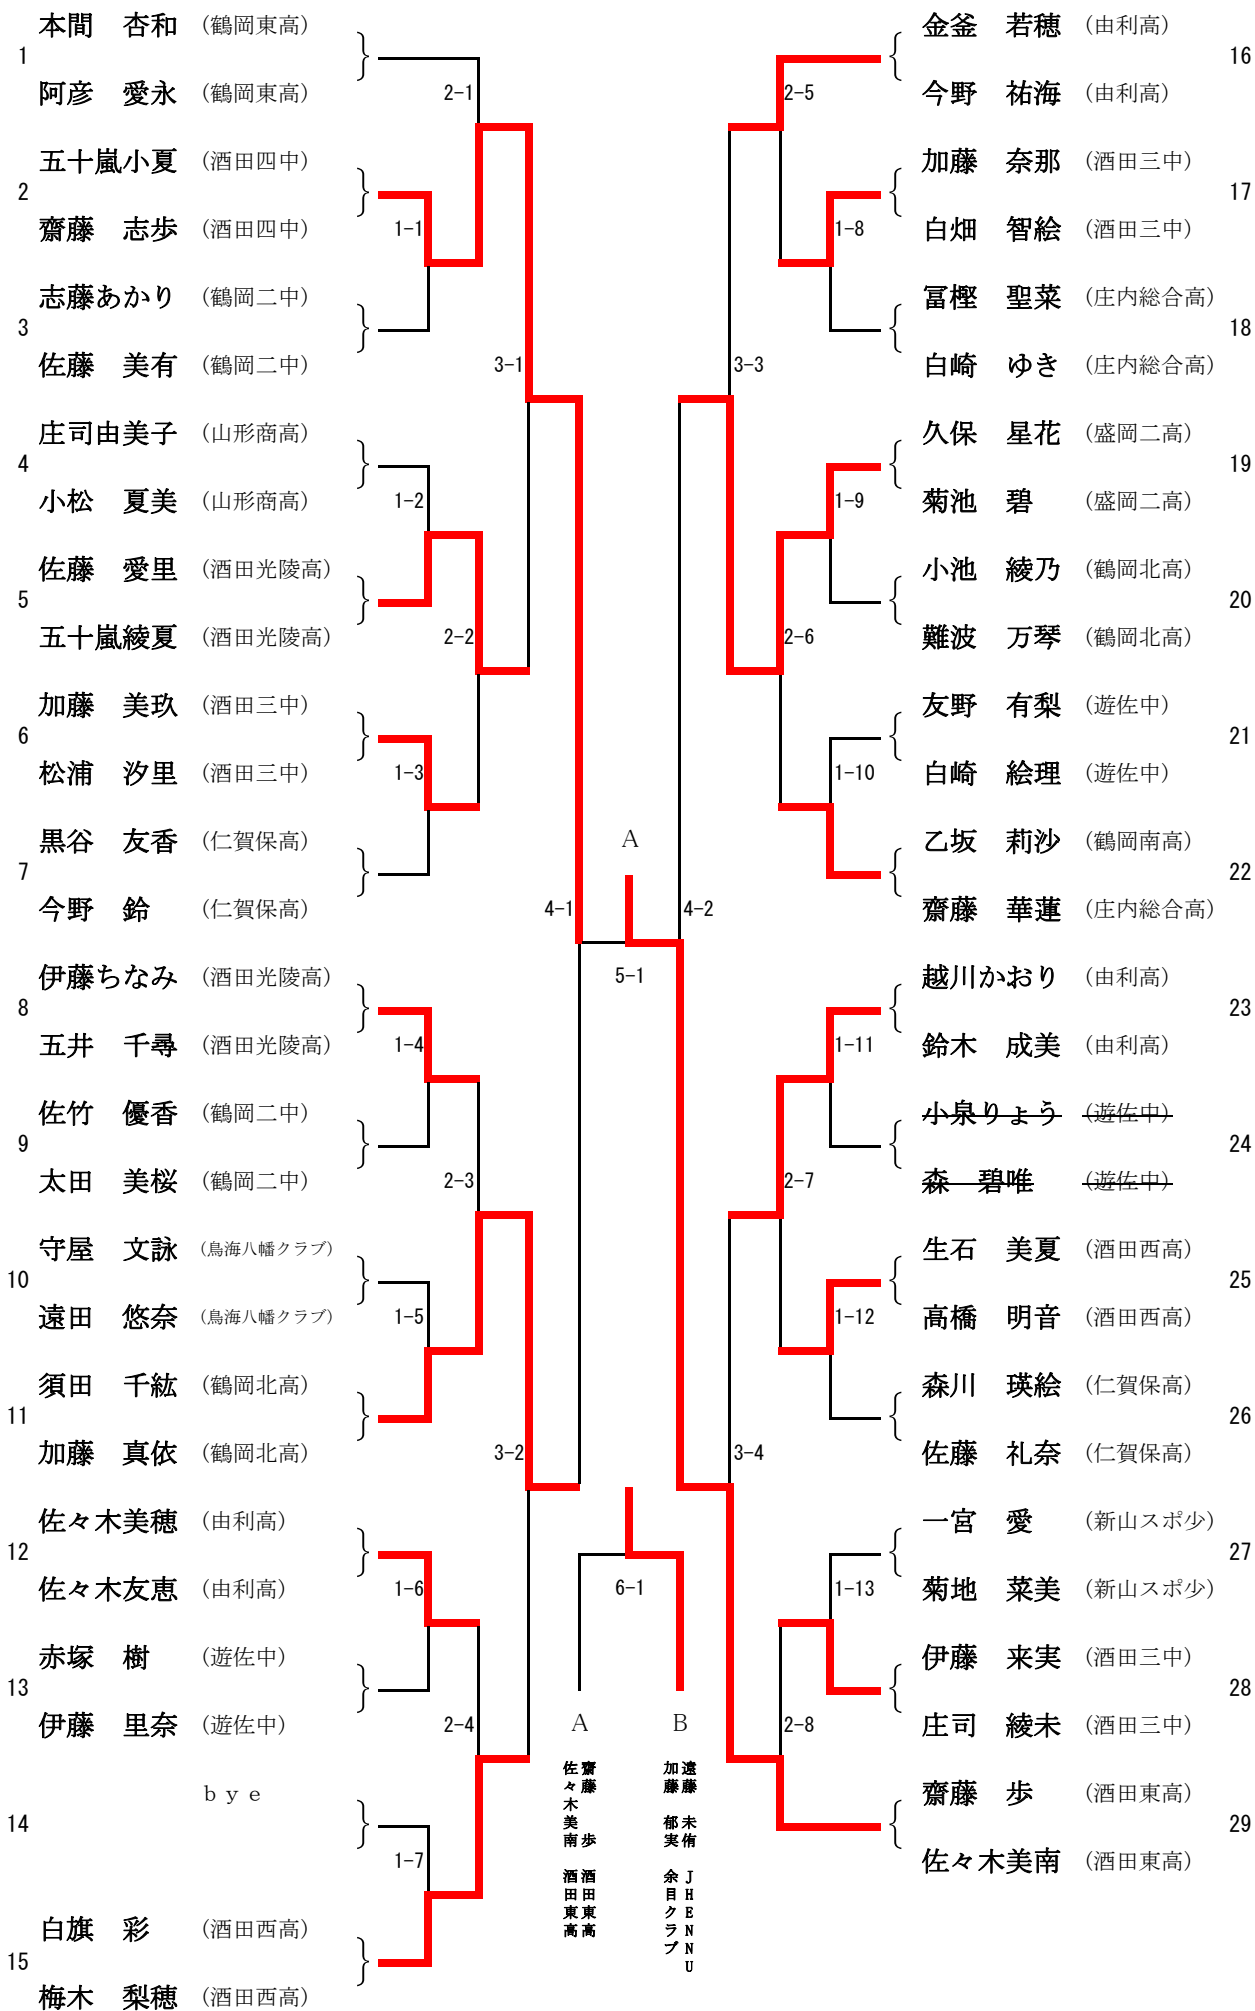 本間　杏和 (鶴岡東高)
1
阿彦　愛永 (鶴岡東高)
2-1
五十嵐小夏 (酒田四中)
2
齋藤　志歩 (酒田四中)
1-1
志藤あかり (鶴岡二中)
3
佐藤　美有 (鶴岡二中)
3-1
庄司由美子 (山形商高)
4
小松　夏美 (山形商高)
1-2
佐藤　愛里 (酒田光陵高)
5
五十嵐綾夏 (酒田光陵高)
2-2
加藤　美玖 (酒田三中)
6
松浦　汐里 (酒田三中)
1-3
黒谷　友香 (仁賀保高)
7
今野　鈴 (仁賀保高)
4-1
伊藤ちなみ (酒田光陵高)
8
五井　千尋 (酒田光陵高)
1-4
佐竹　優香 (鶴岡二中)
9
太田　美桜 (鶴岡二中)
2-3
守屋　文詠 (鳥海八幡クラブ)
10
遠田　悠奈 (鳥海八幡クラブ)
1-5
須田　千紘 (鶴岡北高)
11
加藤　真依 (鶴岡北高)
3-2
佐々木美穂 (由利高)
12
佐々木友恵 (由利高)
1-6
赤塚　樹 (遊佐中)
13
伊藤　里奈 (遊佐中)
2-4
ｂｙｅ
14
1-7
白旗　彩 (酒田西高)
15
梅木　梨穂 (酒田西高)
A
5-1
6-1
A
B
齋藤　歩　酒田東高
佐々木美南　酒田東高
遠藤　未侑　JHENNU
加藤　郁実　余目クラブ
金釜　若穂 (由利高)
16
今野　祐海 (由利高)
2-5
加藤　奈那 (酒田三中)
17
白畑　智絵 (酒田三中)
1-8
冨樫　聖菜 (庄内総合高)
18
白崎　ゆき (庄内総合高)
3-3
久保　星花 (盛岡二高)
19
菊池　碧 (盛岡二高)
1-9
小池　綾乃 (鶴岡北高)
20
難波　万琴 (鶴岡北高)
2-6
友野　有梨 (遊佐中)
21
白崎　絵理 (遊佐中)
1-10
乙坂　莉沙 (鶴岡南高)
22
齋藤　華蓮 (庄内総合高)
4-2
越川かおり (由利高)
23
鈴木　成美 (由利高)
1-11
小泉りょう (遊佐中)
24
森　碧唯 (遊佐中)
2-7
生石　美夏 (酒田西高)
25
高橋　明音 (酒田西高)
1-12
森川　瑛絵 (仁賀保高)
26
佐藤　礼奈 (仁賀保高)
3-4
一宮　愛 (新山スポ少)
27
菊地　菜美 (新山スポ少)
1-13
伊藤　来実 (酒田三中)
28
庄司　綾未 (酒田三中)
2-8
齋藤　歩 (酒田東高)
29
佐々木美南 (酒田東高)